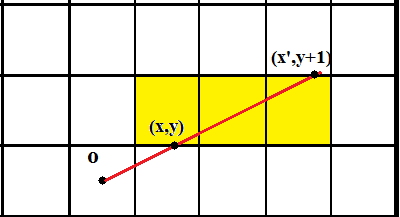 (x',y+1)
(x,y)
o